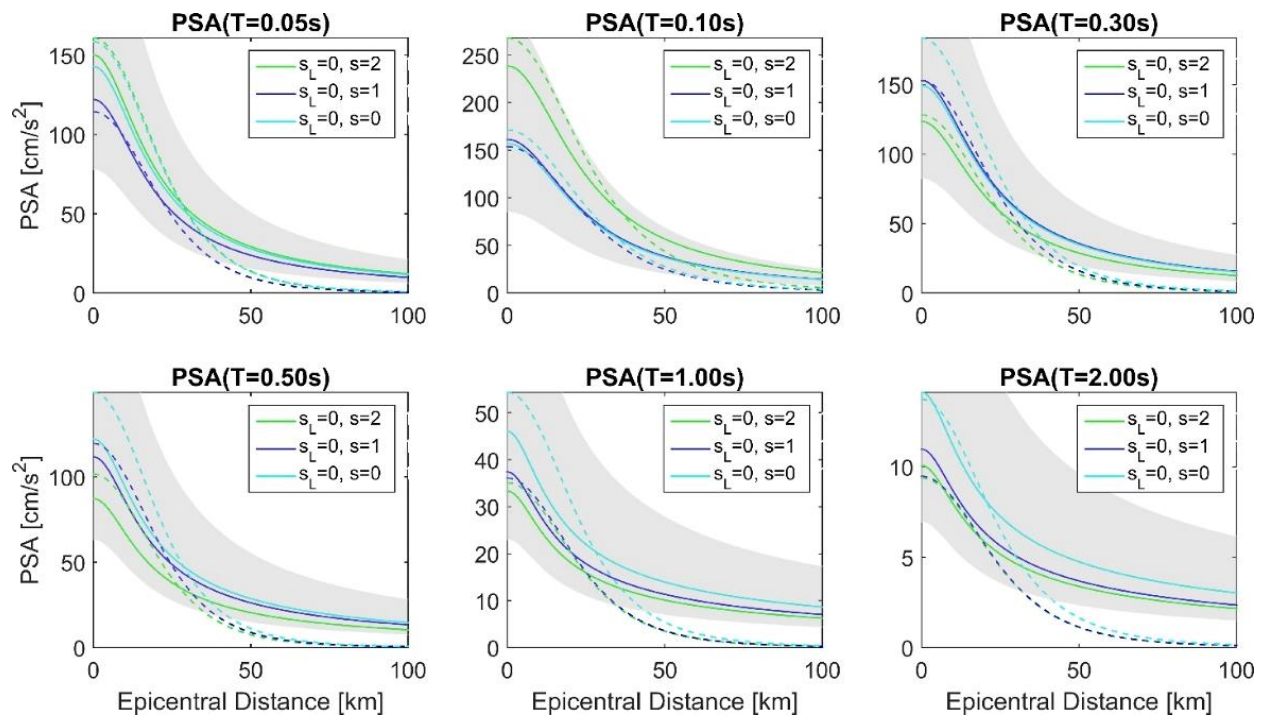 PSA(T=0.05s)
PSA [cm/s²]
150
100
50
0
s_L=0, s=2
s_L=0, s=1
s_L=0, s=0
0 50 100
PSA(T=0.10s)
250
200
150
100
50
0
s_L=0, s=2
s_L=0, s=1
s_L=0, s=0
0 50 100
PSA(T=0.30s)
150
100
50
0
s_L=0, s=2
s_L=0, s=1
s_L=0, s=0
0 50 100
PSA(T=0.50s)
PSA [cm/s²]
100
50
0
s_L=0, s=2
s_L=0, s=1
s_L=0, s=0
0 50 100
Epicentral Distance [km]
PSA(T=1.00s)
50
40
30
20
10
0
s_L=0, s=2
s_L=0, s=1
s_L=0, s=0
0 50 100
Epicentral Distance [km]
PSA(T=2.00s)
10
5
0
s_L=0, s=2
s_L=0, s=1
s_L=0, s=0
0 50 100
Epicentral Distance [km]